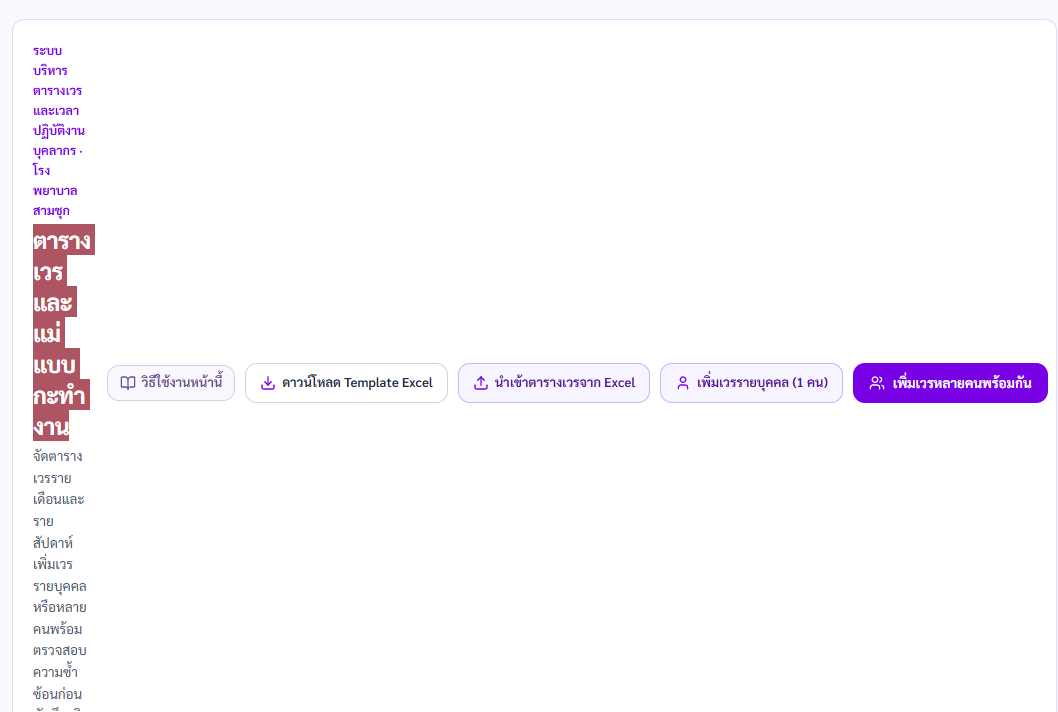 ระบบ
บริหาร
ตารางเวร
และเวลา
ปฏิบัติงาน
บุคลากร ·
โรง
พยาบาล
สามชุก
ตาราง
เวร
และ
แม่
แบบ
กะทำ
งาน
วิธีใช้งานหน้านี้
ดาวน์โหลด Template Excel
นำเข้าตารางเวรจาก Excel
เพิ่มเวรรายบุคคล (1 คน)
เพิ่มเวรหลายคนพร้อมกัน
จัดตาราง
เวรราย
เดือนและ
ราย
สัปดาห์
เพิ่มเวร
รายบุคคล
หรือหลาย
คนพร้อม
ตรวจสอบ
ความซ้ำ
ซ้อนก่อน